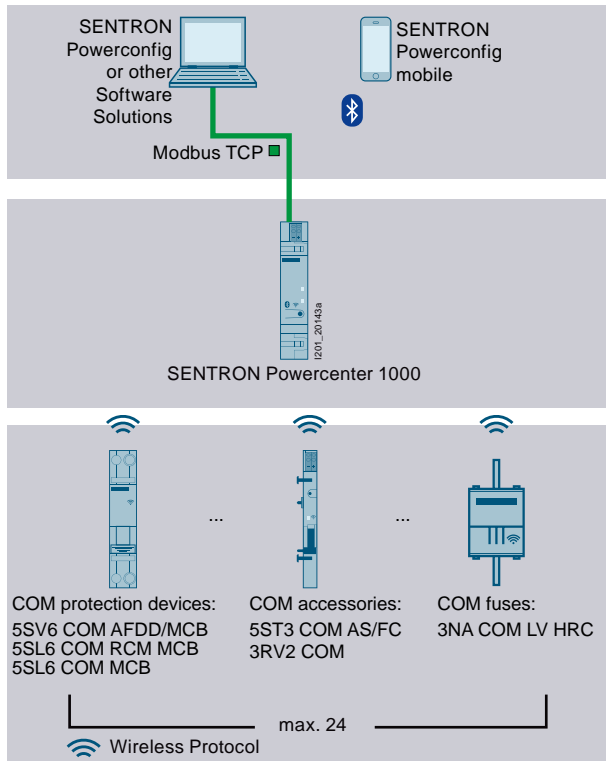 SENTRON
Powerconfig
or other
Software
Solutions
SENTRON
Powerconfig
mobile
Modbus TCP
I201_20143a
SENTRON Powercenter 1000
...
...
COM protection devices:
5SV6 COM AFDD/MCB
5SL6 COM RCM MCB
5SL6 COM MCB
COM accessories:
5ST3 COM AS/FC
3RV2 COM
COM fuses:
3NA COM LV HRC
max. 24
Wireless Protocol